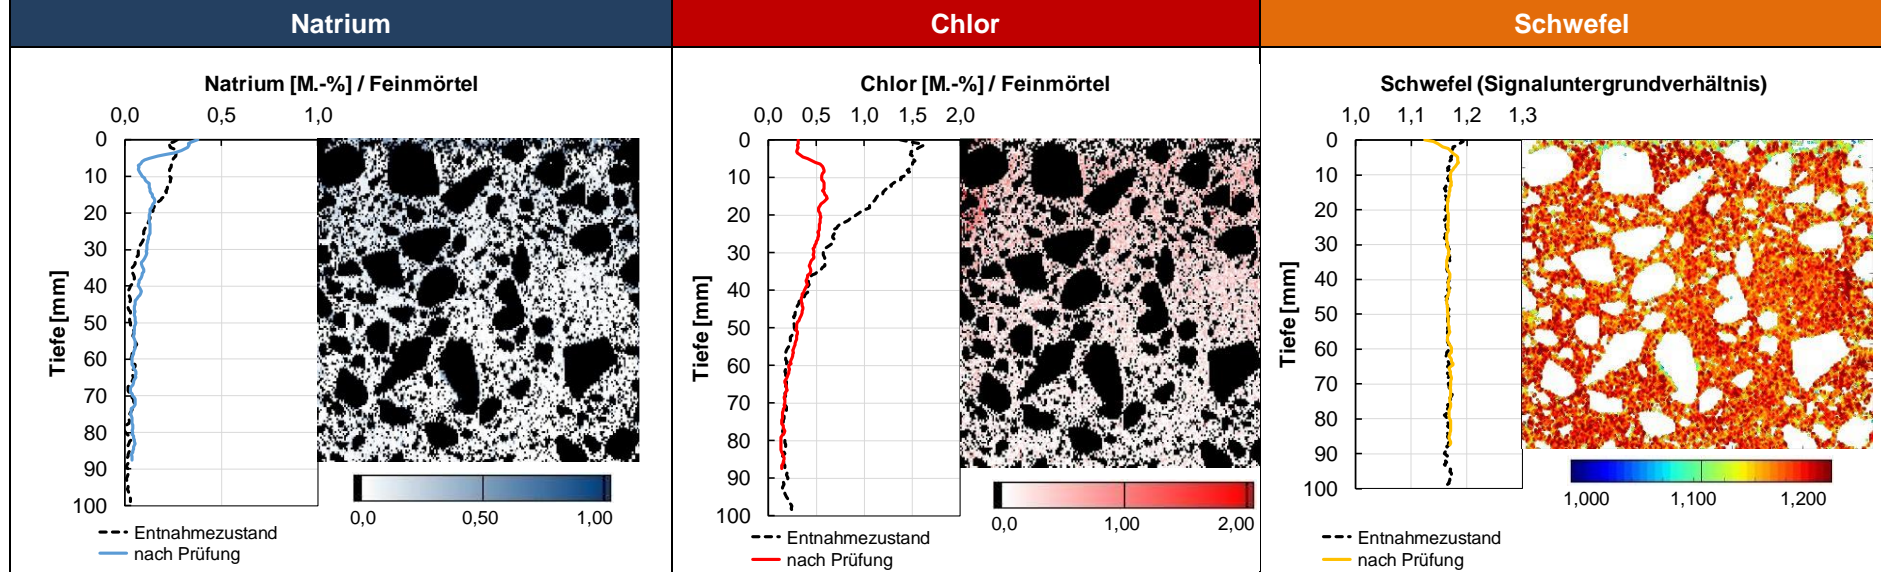 Natrium
Chlor
Schwefel
Natrium [M.-%] / Feinmörtel
0,0 0,5 1,0
0
10
20
30
40
50
60
70
80
90
100
Tiefe [mm]
0,0 0,50 1,00
Entnahmezustand
nach Prüfung
Chlor [M.-%] / Feinmörtel
0,0 0,5 1,0 1,5 2,0
0
10
20
30
40
50
60
70
80
90
100
Tiefe [mm]
0,0 1,00 2,00
Entnahmezustand
nach Prüfung
Schwefel (Signaluntergrundverhältnis)
1,0 1,1 1,2 1,3
0
10
20
30
40
50
60
70
80
90
100
Tiefe [mm]
1,000 1,100 1,200
Entnahmezustand
nach Prüfung